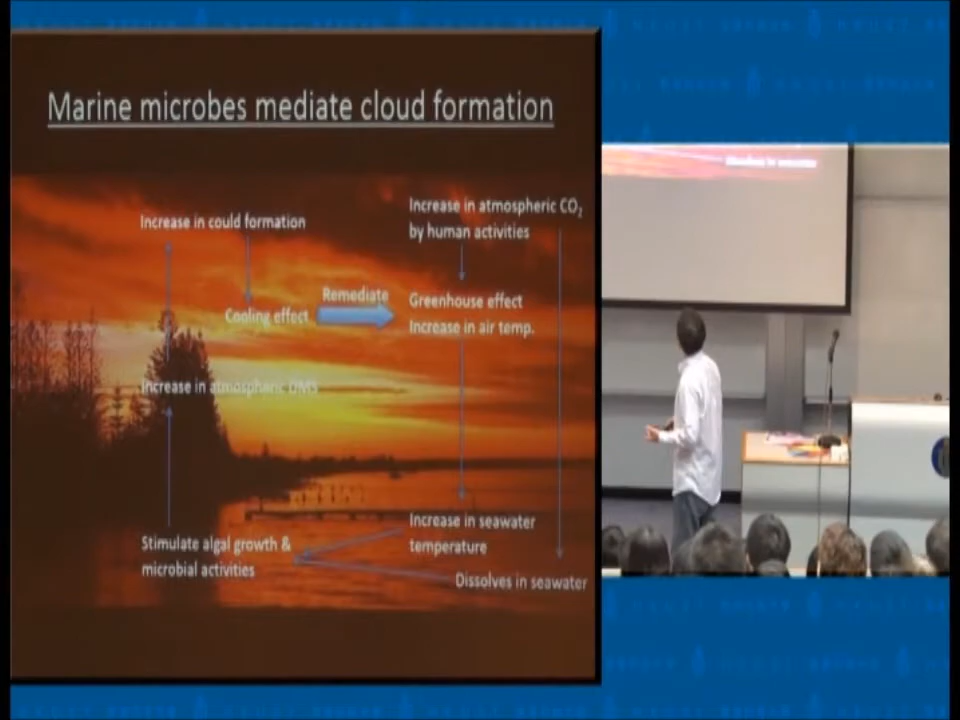 Marine microbes mediate cloud formation
Increase in atmospheric CO2
by human activities
Increase in could formation
Remediate
Cooling effect
Greenhouse effect
Increase in air temp.
Increase in atmospheric DMS
Increase in seawater
temperature
Stimulate algal growth &
microbial activities
Dissolves in seawater